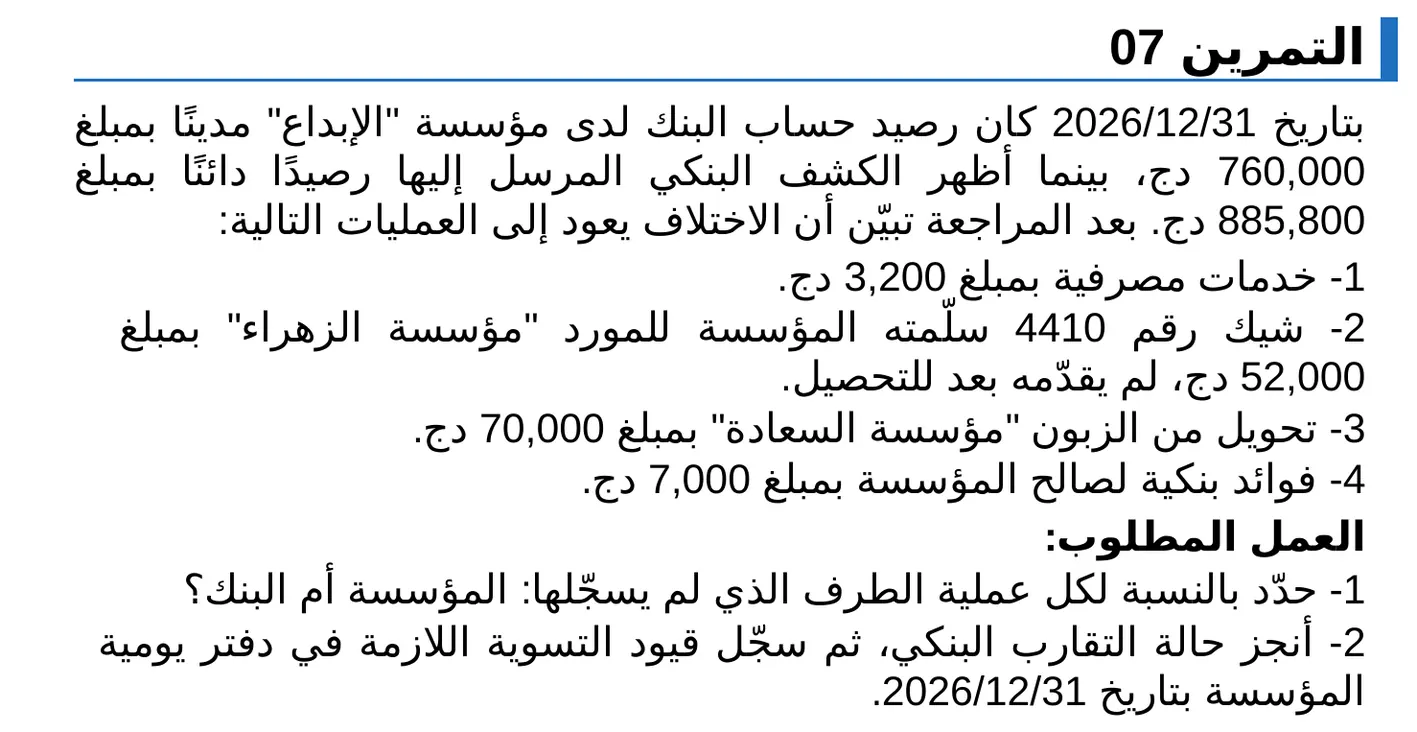 التمرين 07
بتاريخ 2026/12/31 كان رصيد حساب البنك لدى مؤسسة "الإبداع" مدينًا بمبلغ
760,000 دج، بينما أظهر الكشف البنكي المرسل إليها رصيدًا دائنًا بمبلغ
885,800 دج. بعد المراجعة تبيّن أن الاختلاف يعود إلى العمليات التالية:
1- خدمات مصرفية بمبلغ 3,200 دج.
2- شيك رقم 4410 سلّمته المؤسسة للمورد "مؤسسة الزهراء" بمبلغ
52,000 دج، لم يقدّمه بعد للتحصيل.
3- تحويل من الزبون "مؤسسة السعادة" بمبلغ 70,000 دج.
4- فوائد بنكية لصالح المؤسسة بمبلغ 7,000 دج.
العمل المطلوب:
1- حدّد بالنسبة لكل عملية الطرف الذي لم يسجّلها: المؤسسة أم البنك؟
2- أنجز حالة التقارب البنكي، ثم سجّل قيود التسوية اللازمة في دفتر يومية
المؤسسة بتاريخ 2026/12/31.